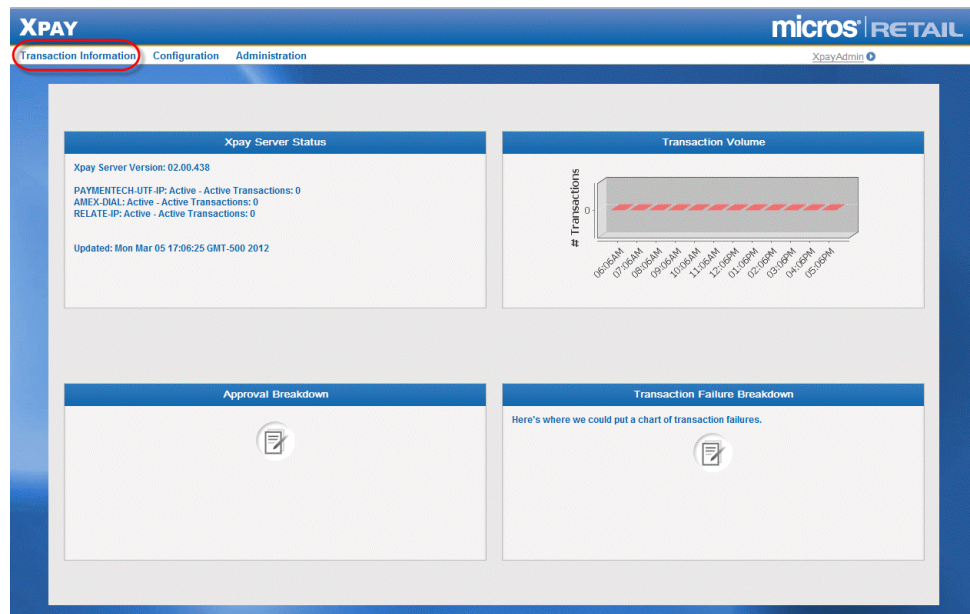 XPAY
micros RETAIL
Transaction Information Configuration Administration
XpayAdmin
Xpay Server Status
Xpay Server Version: 02.00.438
PAYMENTECH-UTF-IP: Active - Active Transactions: 0
AMEX-DIAL: Active - Active Transactions: 0
RELATE-IP: Active - Active Transactions: 0
Updated: Mon Mar 05 17:06:25 GMT-500 2012
Transaction Volume
# Transactions
0
06:06AM
07:06AM
08:06AM
09:06AM
10:06AM
11:06AM
12:06PM
01:06PM
02:06PM
03:06PM
04:06PM
05:06PM
Approval Breakdown
Transaction Failure Breakdown
Here's where we could put a chart of transaction failures.